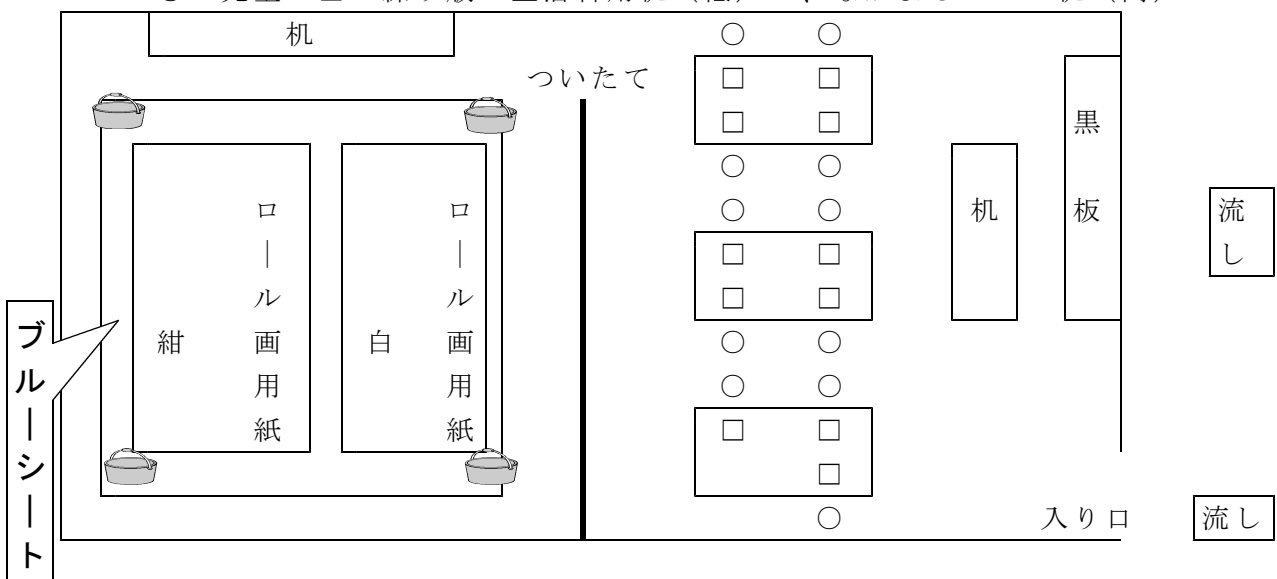 机
ついたて
黒板
机
流し
ロール画用紙
紺
ロール画用紙
白
ブルーシート
入り口
流し